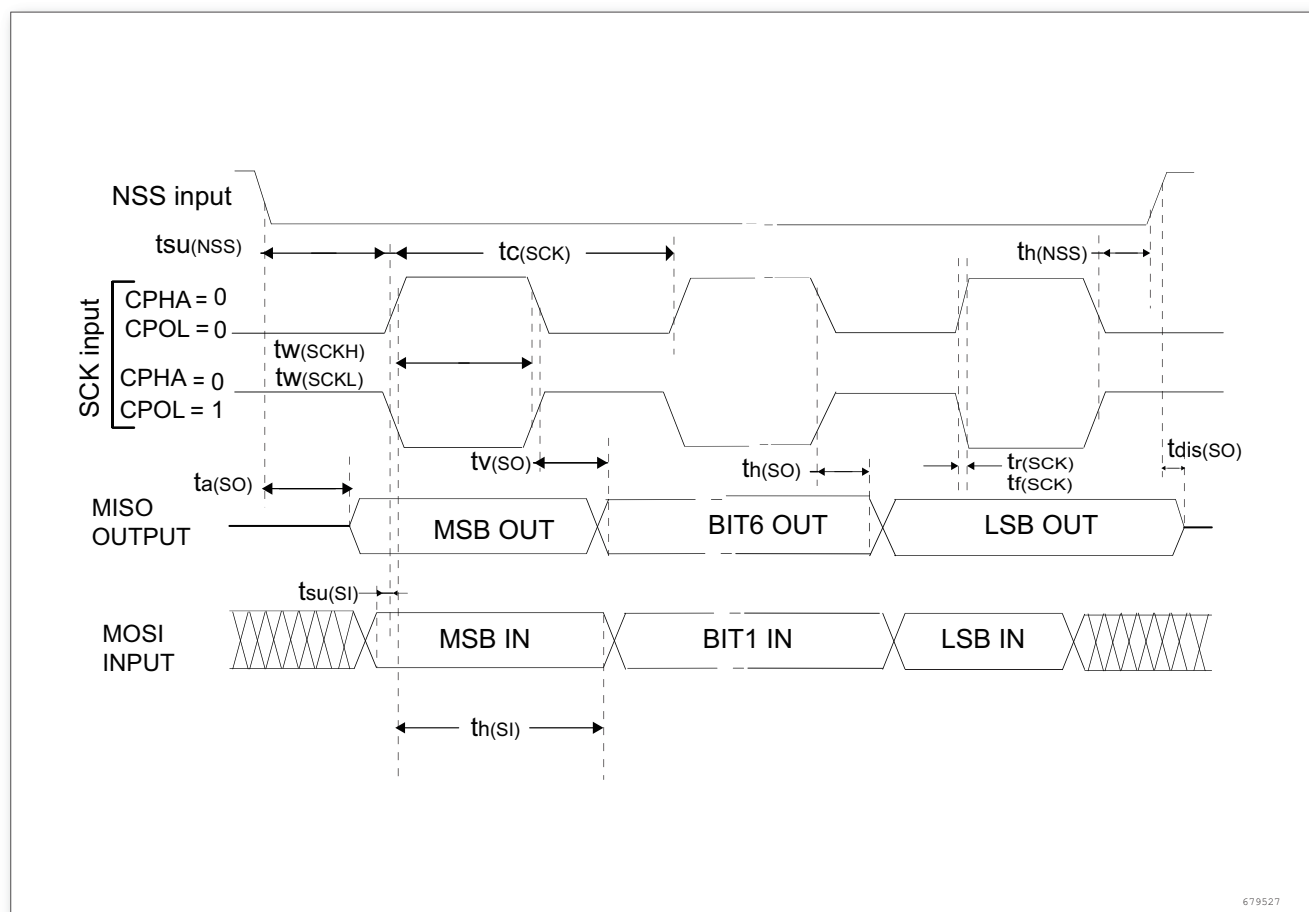 NSS input
tsu(NSS)
tc(SCK)
th(NSS)
SCK input
CPHA = 0
CPOL = 0
tw(SCKH)
tw(SCKL)
CPHA = 0
CPOL = 1
tv(SO)
th(SO)
tr(SCK)
tf(SCK)
tdis(SO)
ta(SO)
MISO
OUTPUT
MSB OUT
BIT6 OUT
LSB OUT
tsu(SI)
MOSI
INPUT
MSB IN
BIT1 IN
LSB IN
th(SI)
679527